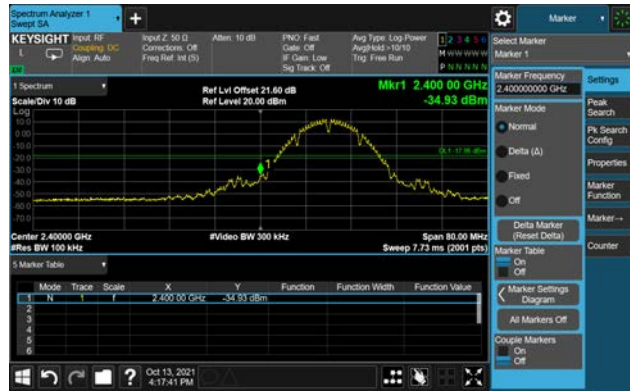 Spectrum Analyzer 1
Swept SA
Marker
KEYSIGHT
Input: RF
Coupling: DC
Align: Auto
Input Z: 50 Ω
Corrections: Off
Freq Ref: Int (S)
Atten: 10 dB
PNO: Fast
Gate: Off
IF Gain: Low
Sig Track: Off
Avg Type: Log-Power
Avg|Hold:>10/10
Trig: Free Run
1 2 3 4 5 6
M W W W W W
P N N N N N
Select Marker
Marker 1
1 Spectrum
Scale/Div 10 dB
Ref Lvl Offset 21.60 dB
Ref Level 20.00 dBm
Mkr1 2.400 00 GHz
-34.93 dBm
Log
10.0
0.00
-10.0
-20.0
-30.0
-40.0
-50.0
-60.0
-70.0
1
Center 2.40000 GHz
#Res BW 100 kHz
#Video BW 300 kHz
Span 80.00 MHz
Sweep 7.73 ms (2001 pts)
5 Marker Table
Mode Trace Scale X Y Function Function Width Function Value
1 N 1 f 2.400 00 GHz -34.93 dBm
2
3
4
5
6
Marker Frequency
2.400000000 GHz
Marker Mode
Normal
Delta (Δ)
Fixed
Off
Delta Marker
(Reset Delta)
Marker Table
On
Off
Marker Settings
Diagram
All Markers Off
Couple Markers
On
Off
Settings
Peak
Search
Pk Search
Config
Properties
Marker
Function
Marker→
Counter
?
Oct 13, 2021
4:17:41 PM